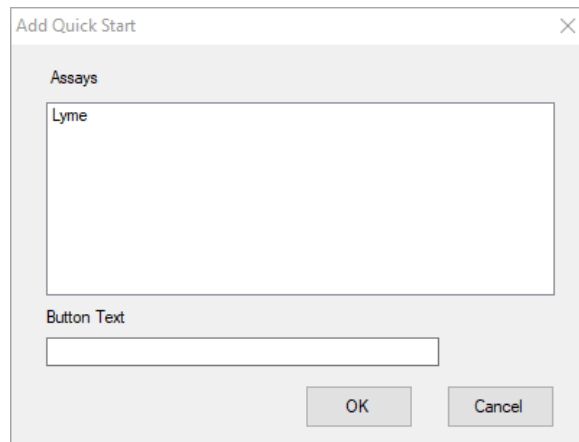 Add Quick Start
Assays
Lyme
Button Text
OK
Cancel